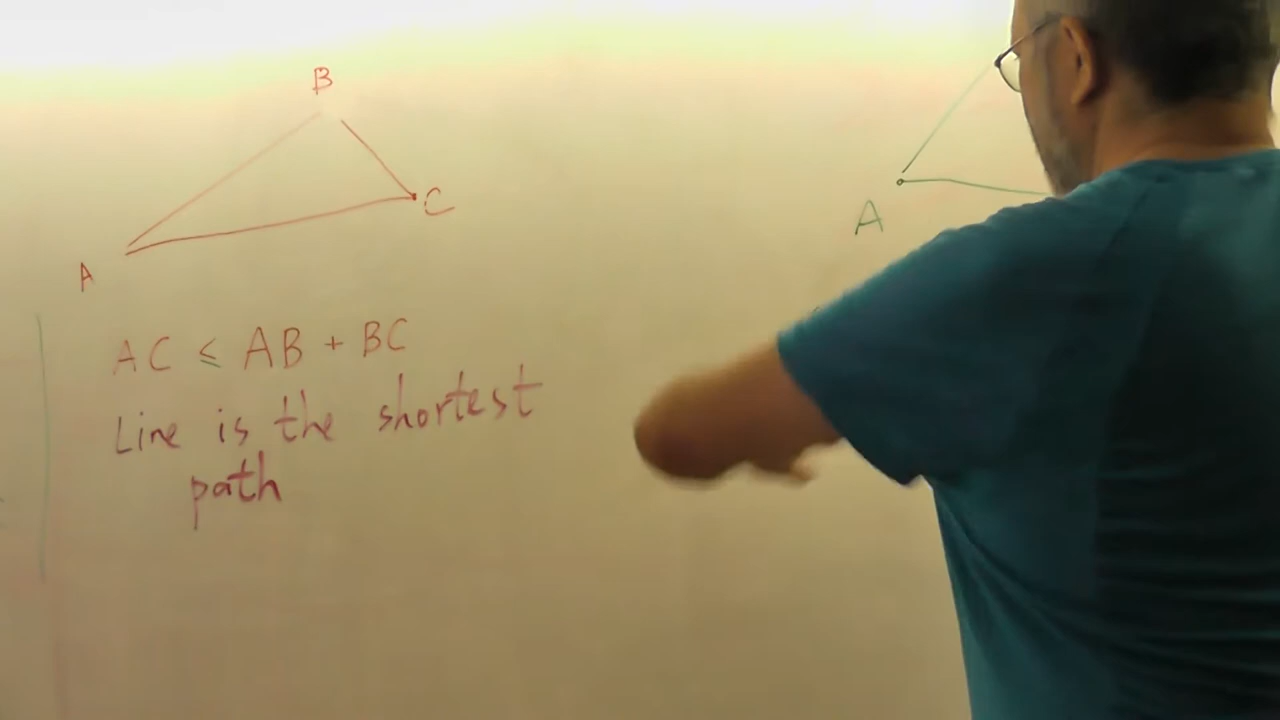 B
C
A
A
AC ≤ AB + BC
Line is the shortest
path